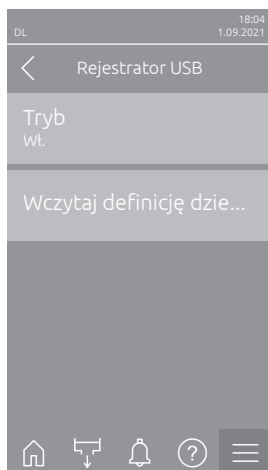 18:04
DL 1.09.2021
Rejestrator USB
Tryb
Wł.
Wczytaj definicję dzie...
?